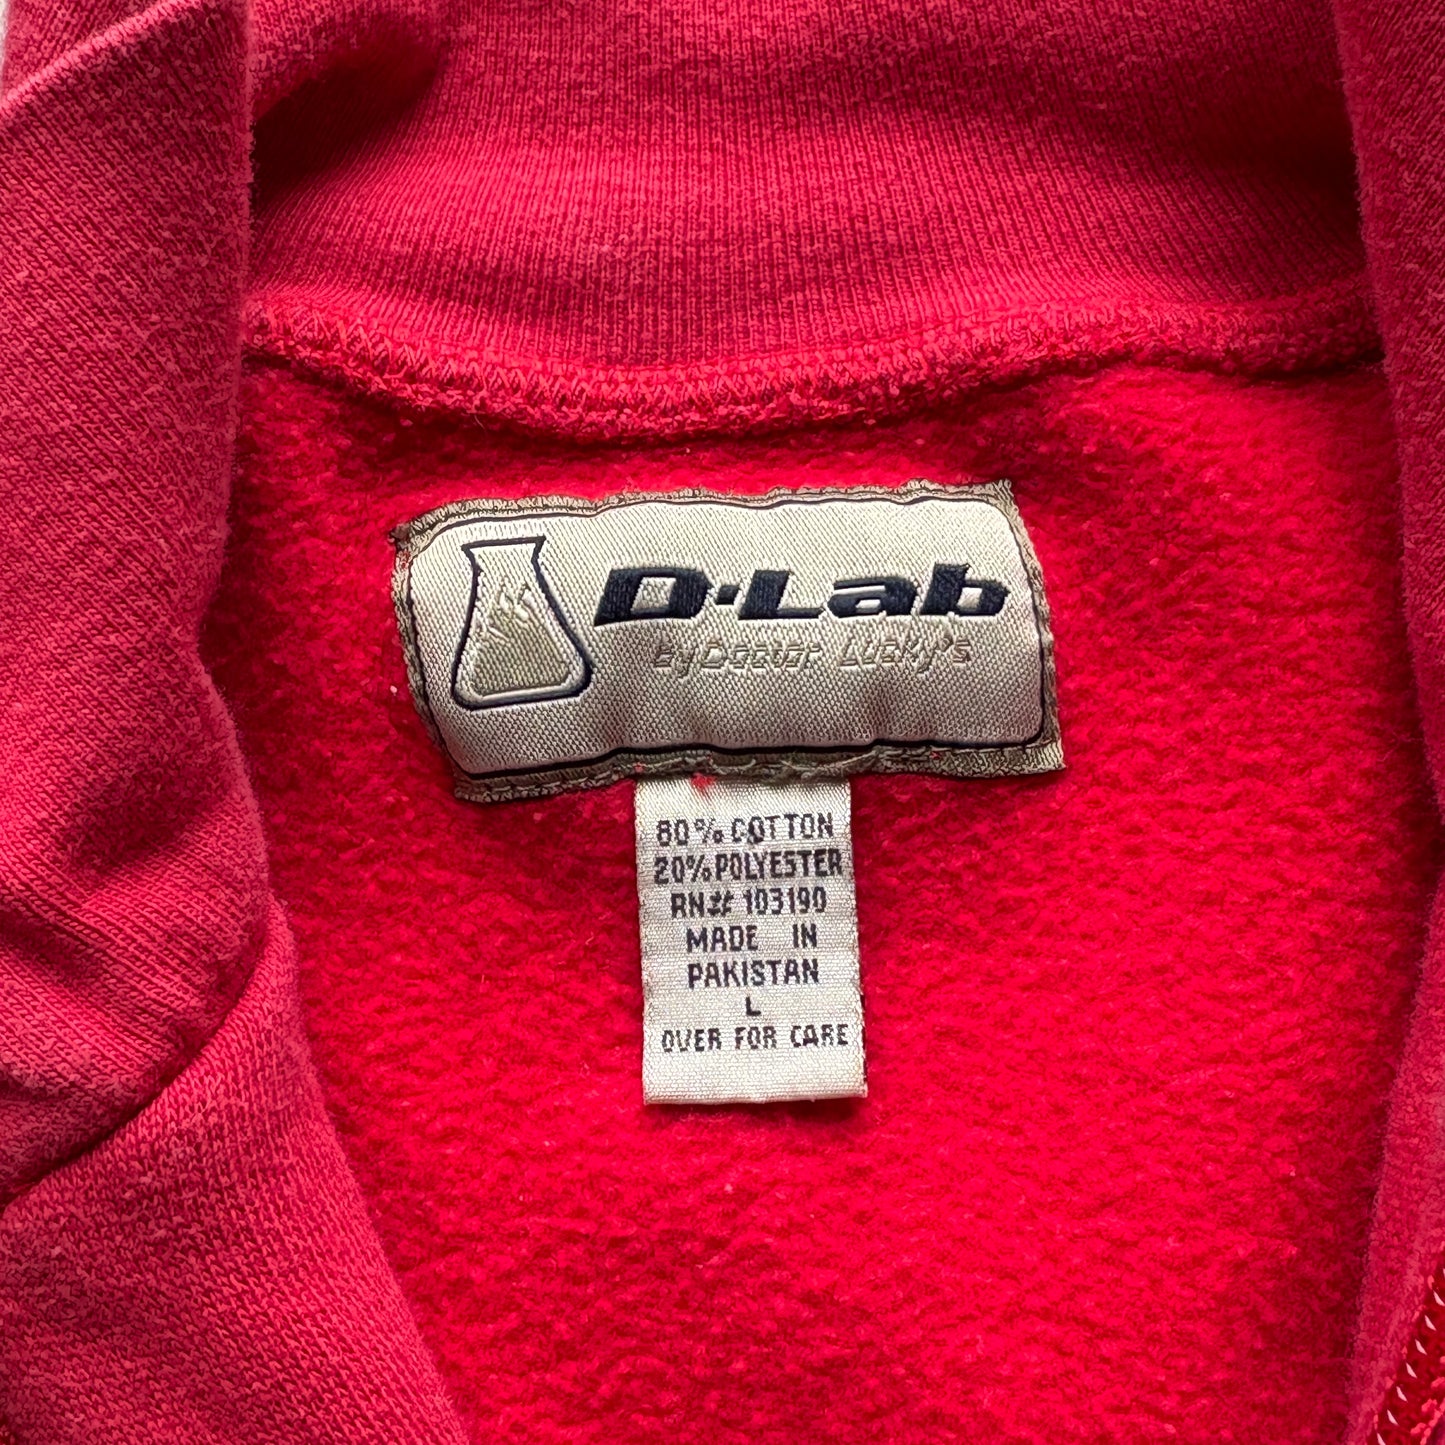 D·Lab
by Doctor Lucky's
80% COTTON
20% POLYESTER
RN# 103190
MADE IN
PAKISTAN
L
OVER FOR CARE